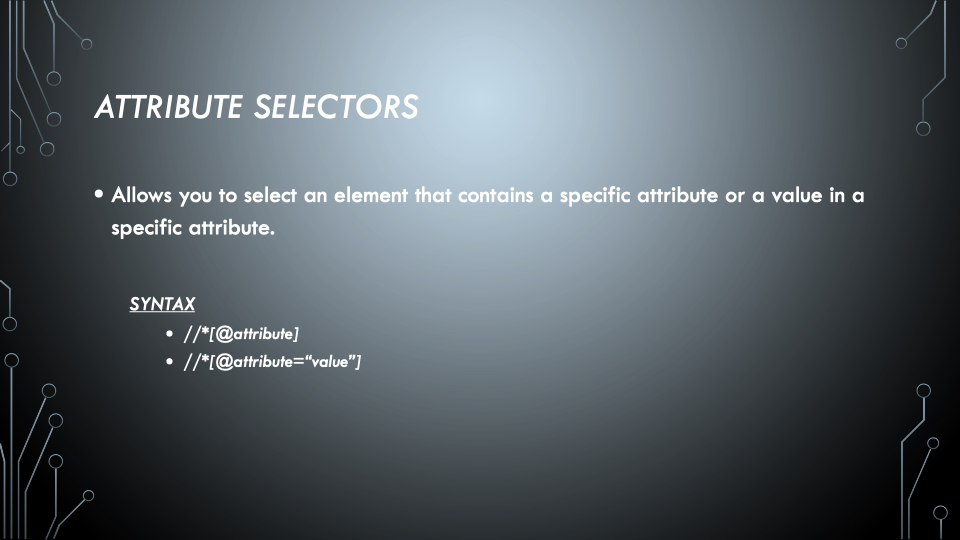 ATTRIBUTE SELECTORS
• Allows you to select an element that contains a specific attribute or a value in a
specific attribute.
SYNTAX
• //*[@attribute]
• //*[@attribute=“value”]